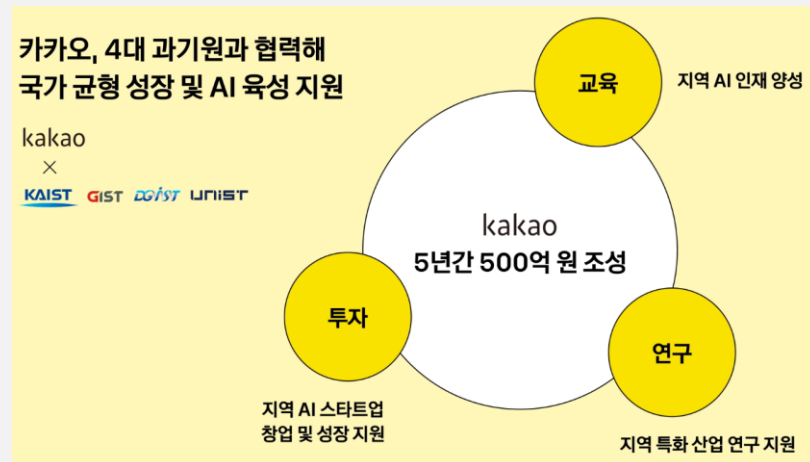 카카오, 4대 과기원과 협력해
국가 균형 성장 및 AI 육성 지원
kakao
×
KAIST GIST DGIST UNIST
교육
지역 AI 인재 양성
kakao
5년간 500억 원 조성
투자
지역 AI 스타트업
창업 및 성장 지원
연구
지역 특화 산업 연구 지원